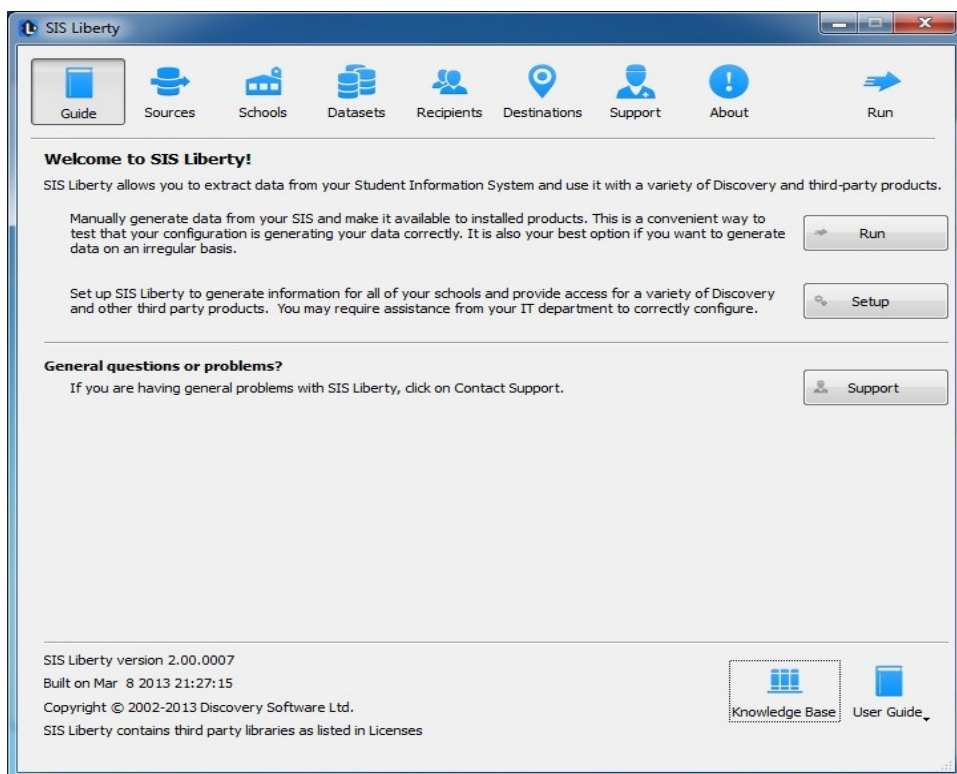 SIS Liberty
Guide Sources Schools Datasets Recipients Destinations Support About Run
Welcome to SIS Liberty!
SIS Liberty allows you to extract data from your Student Information System and use it with a variety of Discovery and third-party products.
Manually generate data from your SIS and make it available to installed products. This is a convenient way to
test that your configuration is generating your data correctly. It is also your best option if you want to generate
data on an irregular basis.
Run
Set up SIS Liberty to generate information for all of your schools and provide access for a variety of Discovery
and other third party products.  You may require assistance from your IT department to correctly configure.
Setup
General questions or problems?
If you are having general problems with SIS Liberty, click on Contact Support.
Support
SIS Liberty version 2.00.0007
Built on Mar  8 2013 21:27:15
Copyright © 2002-2013 Discovery Software Ltd.
SIS Liberty contains third party libraries as listed in Licenses
Knowledge Base User Guide